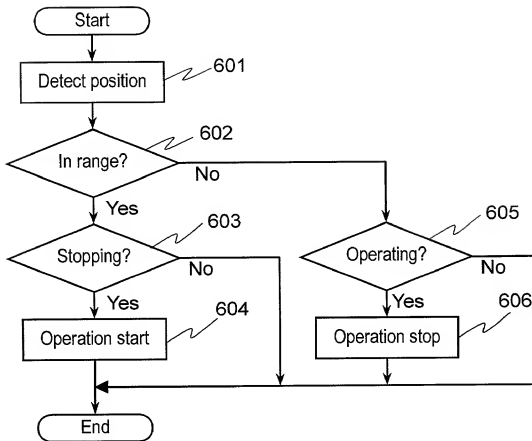 Start
Detect position
601
In range?
602
No
Yes
Stopping?
603
No
Yes
Operation start
604
Operating?
605
No
Yes
Operation stop
606
End